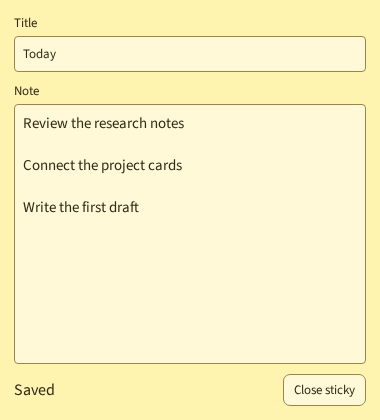 Title
Today
Note
Review the research notes
Connect the project cards
Write the first draft
Saved
Close sticky